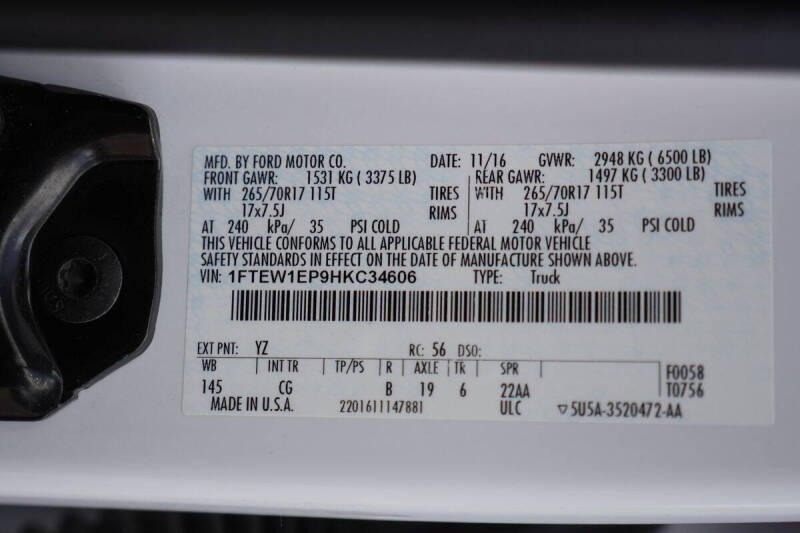 MFD. BY FORD MOTOR CO. DATE: 11/16 GVWR: 2948 KG ( 6500 LB)
FRONT GAWR: 1531 KG ( 3375 LB) REAR GAWR: 1497 KG ( 3300 LB)
WITH 265/70R17 115T TIRES WITH 265/70R17 115T TIRES
17x7.5J RIMS 17x7.5J RIMS
AT 240 kPa/ 35 PSI COLD AT 240 kPa/ 35 PSI COLD
THIS VEHICLE CONFORMS TO ALL APPLICABLE FEDERAL MOTOR VEHICLE
SAFETY STANDARDS IN EFFECT ON THE DATE OF MANUFACTURE SHOWN ABOVE.
VIN: 1FTEW1EP9HKC34606 TYPE: Truck
EXT PNT: YZ RC: 56 DSO:
WB INT TR TP/PS R AXLE TR SPR F0058
145 CG B 19 6 22AA T0756
MADE IN U.S.A. 2201611147881 ULC ▽5U5A-3520472-AA